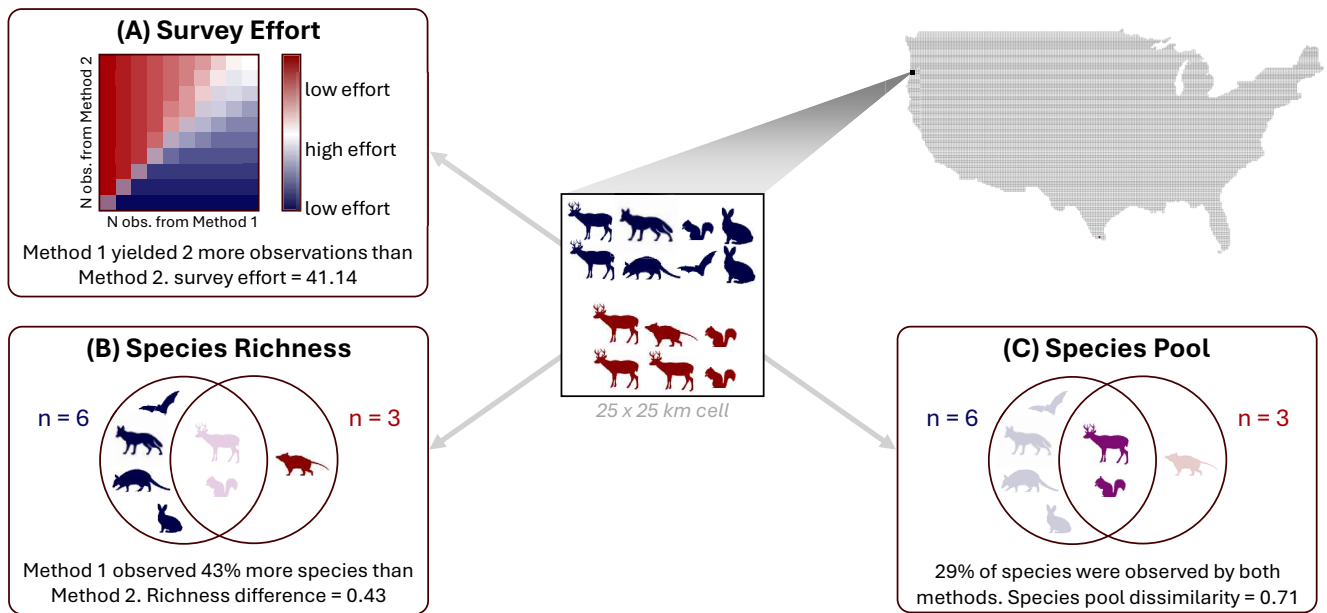 (A) Survey Effort
N obs. from Method 2
low effort
high effort
low effort
N obs. from Method 1
Method 1 yielded 2 more observations than
Method 2. survey effort = 41.14
25 x 25 km cell
(B) Species Richness
n = 6
n = 3
Method 1 observed 43% more species than
Method 2. Richness difference = 0.43
(C) Species Pool
n = 6
n = 3
29% of species were observed by both
methods. Species pool dissimilarity = 0.71